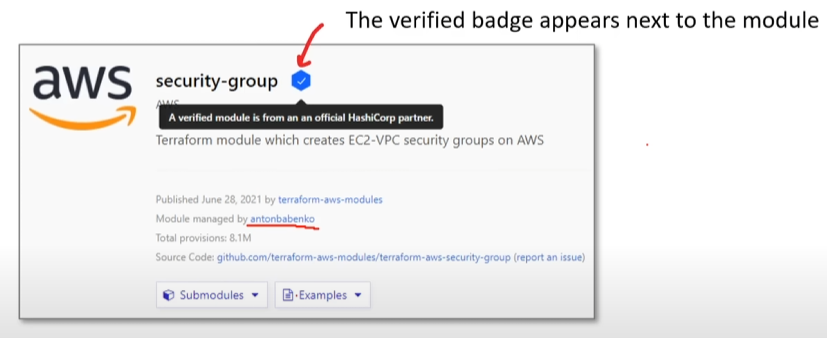 The verified badge appears next to the module
aws
security-group
A verified module is from an an official HashiCorp partner.
Terraform module which creates EC2-VPC security groups on AWS
Published June 28, 2021 by terraform-aws-modules
Module managed by antonbabenko
Total provisions: 8.1M
Source Code: github.com/terraform-aws-modules/terraform-aws-security-group (report an issue)
Submodules
Examples